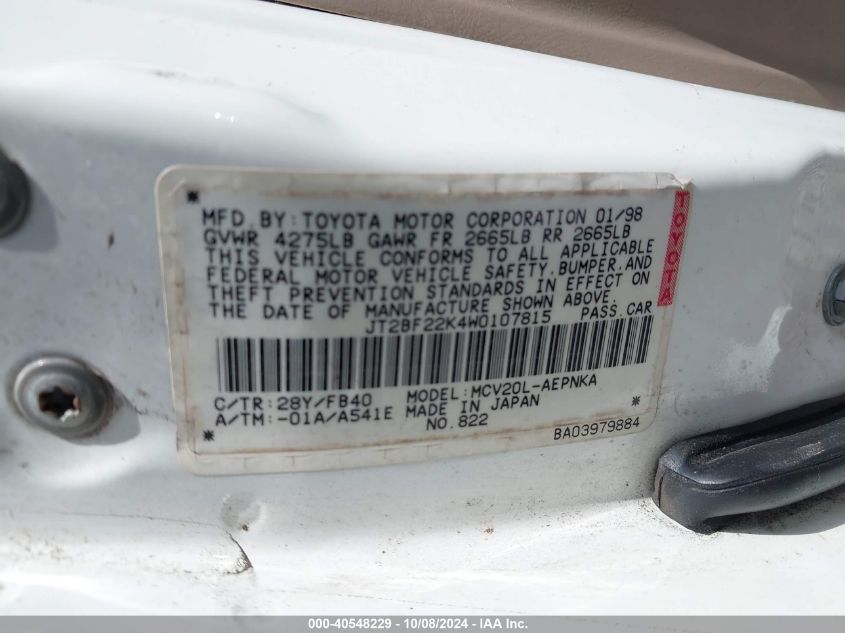 MFD. BY: TOYOTA MOTOR CORPORATION 01/98
GVWR 4275LB GAWR FR 2665LB RR 2665LB
THIS VEHICLE CONFORMS TO ALL APPLICABLE
FEDERAL MOTOR VEHICLE SAFETY, BUMPER, AND
THEFT PREVENTION STANDARDS IN EFFECT ON
THE DATE OF MANUFACTURE SHOWN ABOVE.
JT2BF22K4W0107815 PASS. CAR
TOYOTA
C/TR: 28Y/FB40 MODEL: MCV20L-AEPNKA
A/TM: -01A/A541E MADE IN JAPAN
NO. 822
BA03979884
000-40548229 - 10/08/2024 - IAA Inc.